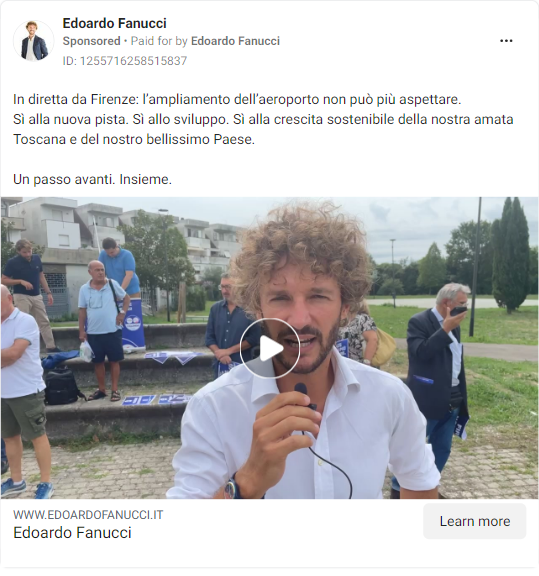 Edoardo Fanucci
Sponsored • Paid for by Edoardo Fanucci
ID: 1255716258515837
In diretta da Firenze: l’ampliamento dell’aeroporto non può più aspettare.
Sì alla nuova pista. Sì allo sviluppo. Sì alla crescita sostenibile della nostra amata
Toscana e del nostro bellissimo Paese.
Un passo avanti. Insieme.
WWW.EDOARDOFANUCCI.IT
Edoardo Fanucci
Learn more